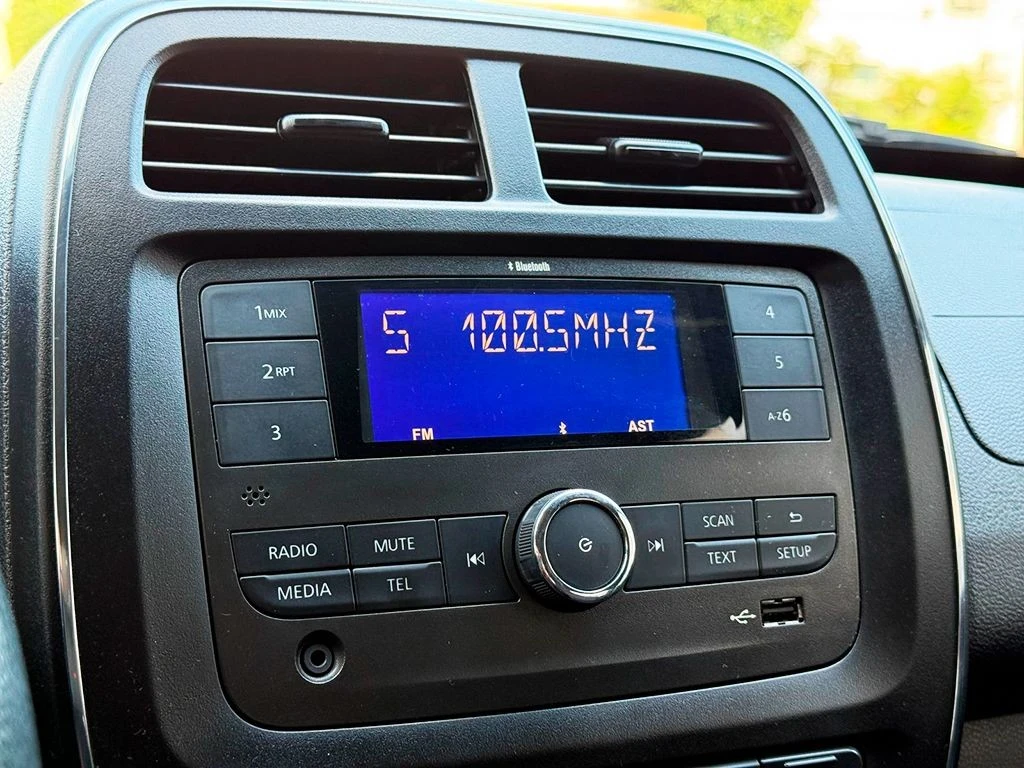 Bluetooth
1MIX
2RPT
3
5 100.5MHZ
FM AST
4
5
A-Z6
RADIO
MUTE
SCAN
MEDIA
TEL
TEXT
SETUP